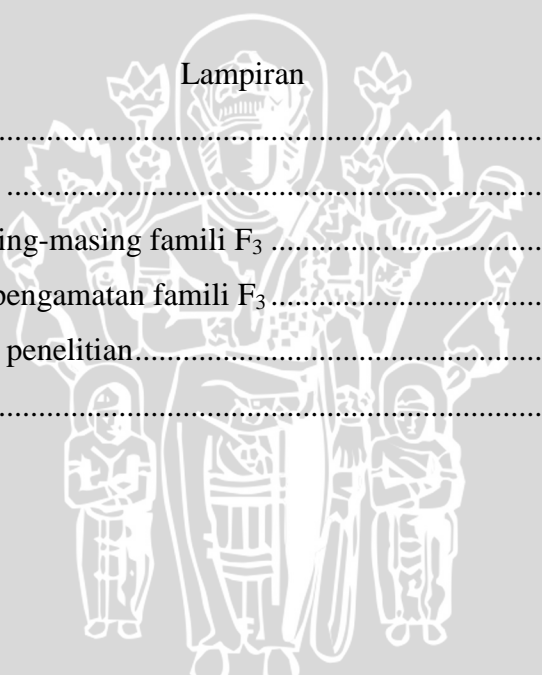 Lampiran
................................................................
................................................................
ing-masing famili F₃ ..................................
pengamatan famili F₃ ..................................
penelitian...................................................
................................................................